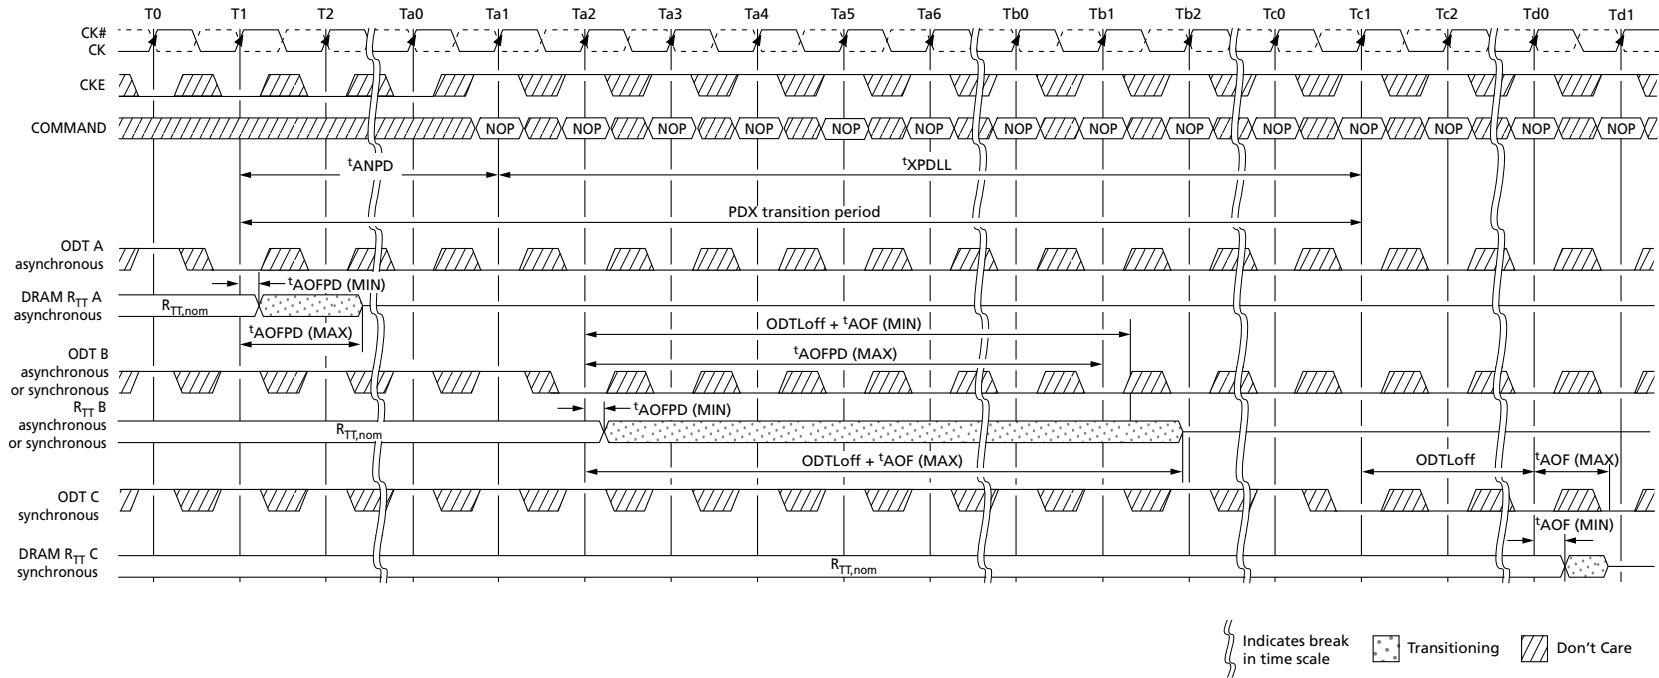 T0 T1 T2 Ta0 Ta1 Ta2 Ta3 Ta4 Ta5 Ta6 Tb0 Tb1 Tb2 Tc0 Tc1 Tc2 Td0 Td1
CK#
CK
CKE
COMMAND NOP NOP NOP NOP NOP NOP NOP NOP NOP NOP NOP NOP NOP NOP
tANPD tXPDLL
PDX transition period
ODT A
asynchronous
tAOFPD (MIN)
DRAM RTT A
asynchronous
RTT,nom
tAOFPD (MAX)
ODTLoff + tAOF (MIN)
tAOFPD (MAX)
ODT B
asynchronous
or synchronous
tAOFPD (MIN)
RTT B
asynchronous
or synchronous
RTT,nom
ODTLoff + tAOF (MAX) ODTLoff tAOF (MAX)
ODT C
synchronous
tAOF (MIN)
DRAM RTT C
synchronous
RTT,nom
Indicates break
in time scale
Transitioning
Don't Care